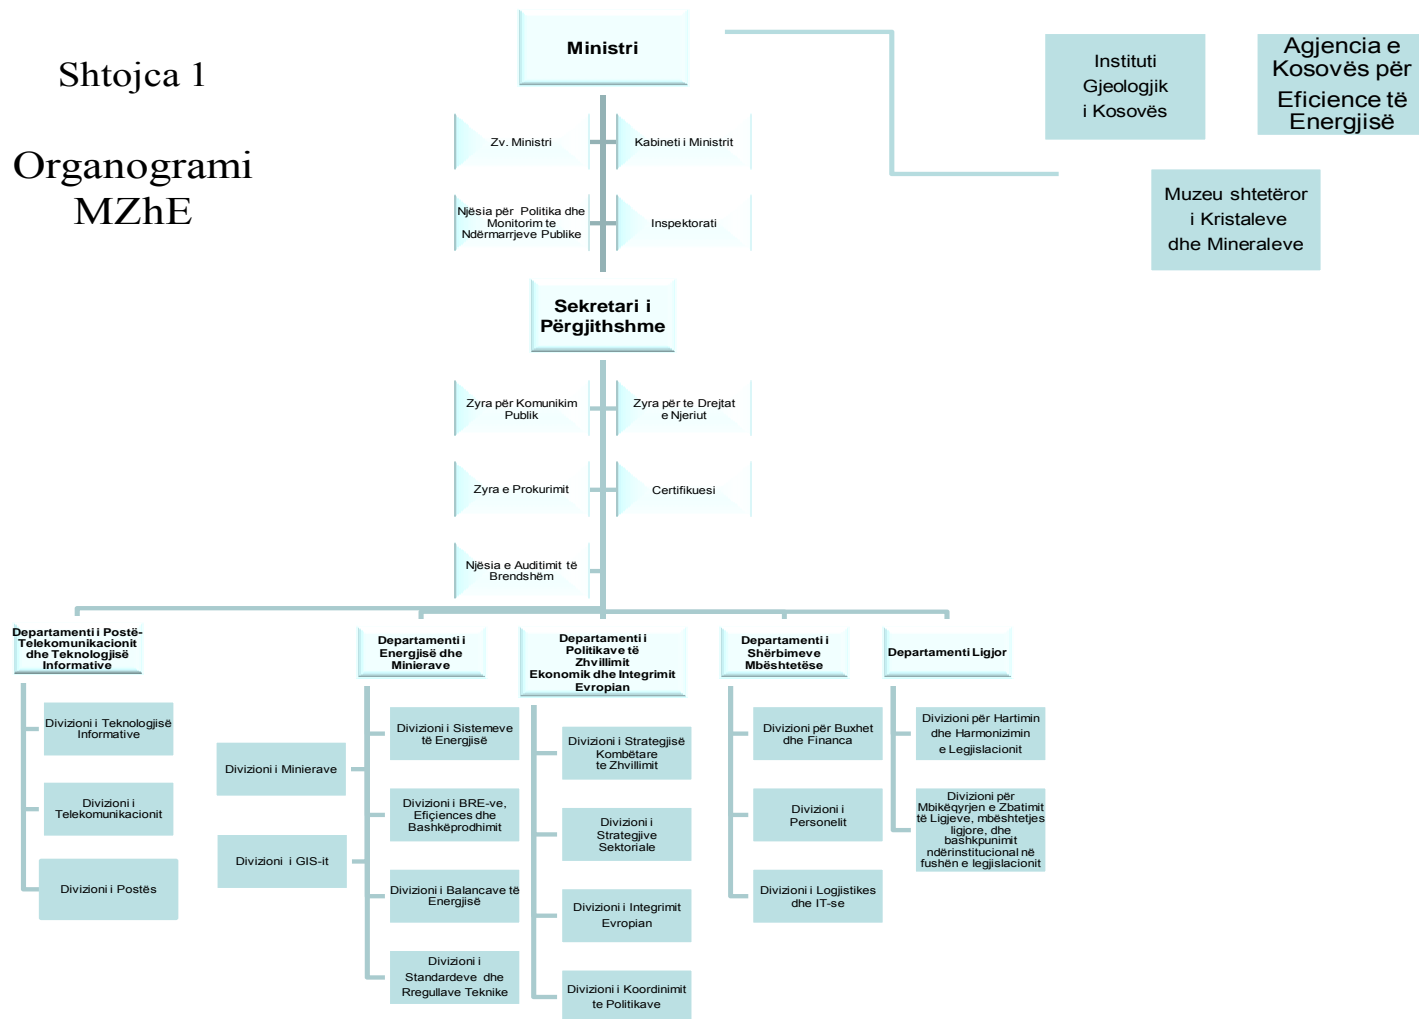 Shtojca 1
Organogrami
MZhE
Ministri
Instituti
Gjeologjik
i Kosovës
Agjencia e
Kosovës për
Eficience të
Energjisë
Muzeu shtetëror
i Kristaleve
dhe Mineraleve
Zv. Ministri
Kabineti i Ministrit
Njësia për Politika dhe
Monitorim te
Ndërmarrjeve Publike
Inspektorati
Sekretari i
Përgjithshme
Zyra për Komunikim
Publik
Zyra për te Drejtat
e Njeriut
Zyra e Prokurimit
Certifikuesi
Njësia e Auditimit të
Brendshëm
Departamenti i Postë-
Telekomunikacionit
dhe Teknologjisë
Informative
Divizioni i Teknologjisë
Informative
Divizioni i
Telekomunikacionit
Divizioni i Postës
Departamenti i
Energjisë dhe
Minierave
Divizioni i Minierave
Divizioni i GIS-it
Divizioni i Sistemeve
të Energjisë
Divizioni i BRE-ve,
Efiçiences dhe
Bashkëprodhimit
Divizioni i Balancave të
Energjisë
Divizioni i
Standardeve dhe
Rregullave Teknike
Departamenti i
Politikave të
Zhvillimit
Ekonomik dhe Integrimit
Evropian
Divizioni i Strategjisë
Kombëtare
te Zhvillimit
Divizioni i
Strategjive
Sektoriale
Divizioni i Integrimit
Evropian
Divizioni i Koordinimit
te Politikave
Departamenti i
Shërbimeve
Mbështetëse
Divizioni për Buxhet
dhe Financa
Divizioni i
Personelit
Divizioni i Logjistikes
dhe IT-se
Departamenti Ligjor
Divizioni për Hartimin
dhe Harmonizimin
e Legjislacionit
Divizioni për
Mbikëqyrjen e Zbatimit
të Ligjeve, mbështetjes
ligjore, dhe
bashkpunimit
ndërinstitucional në
fushën e legjislacionit